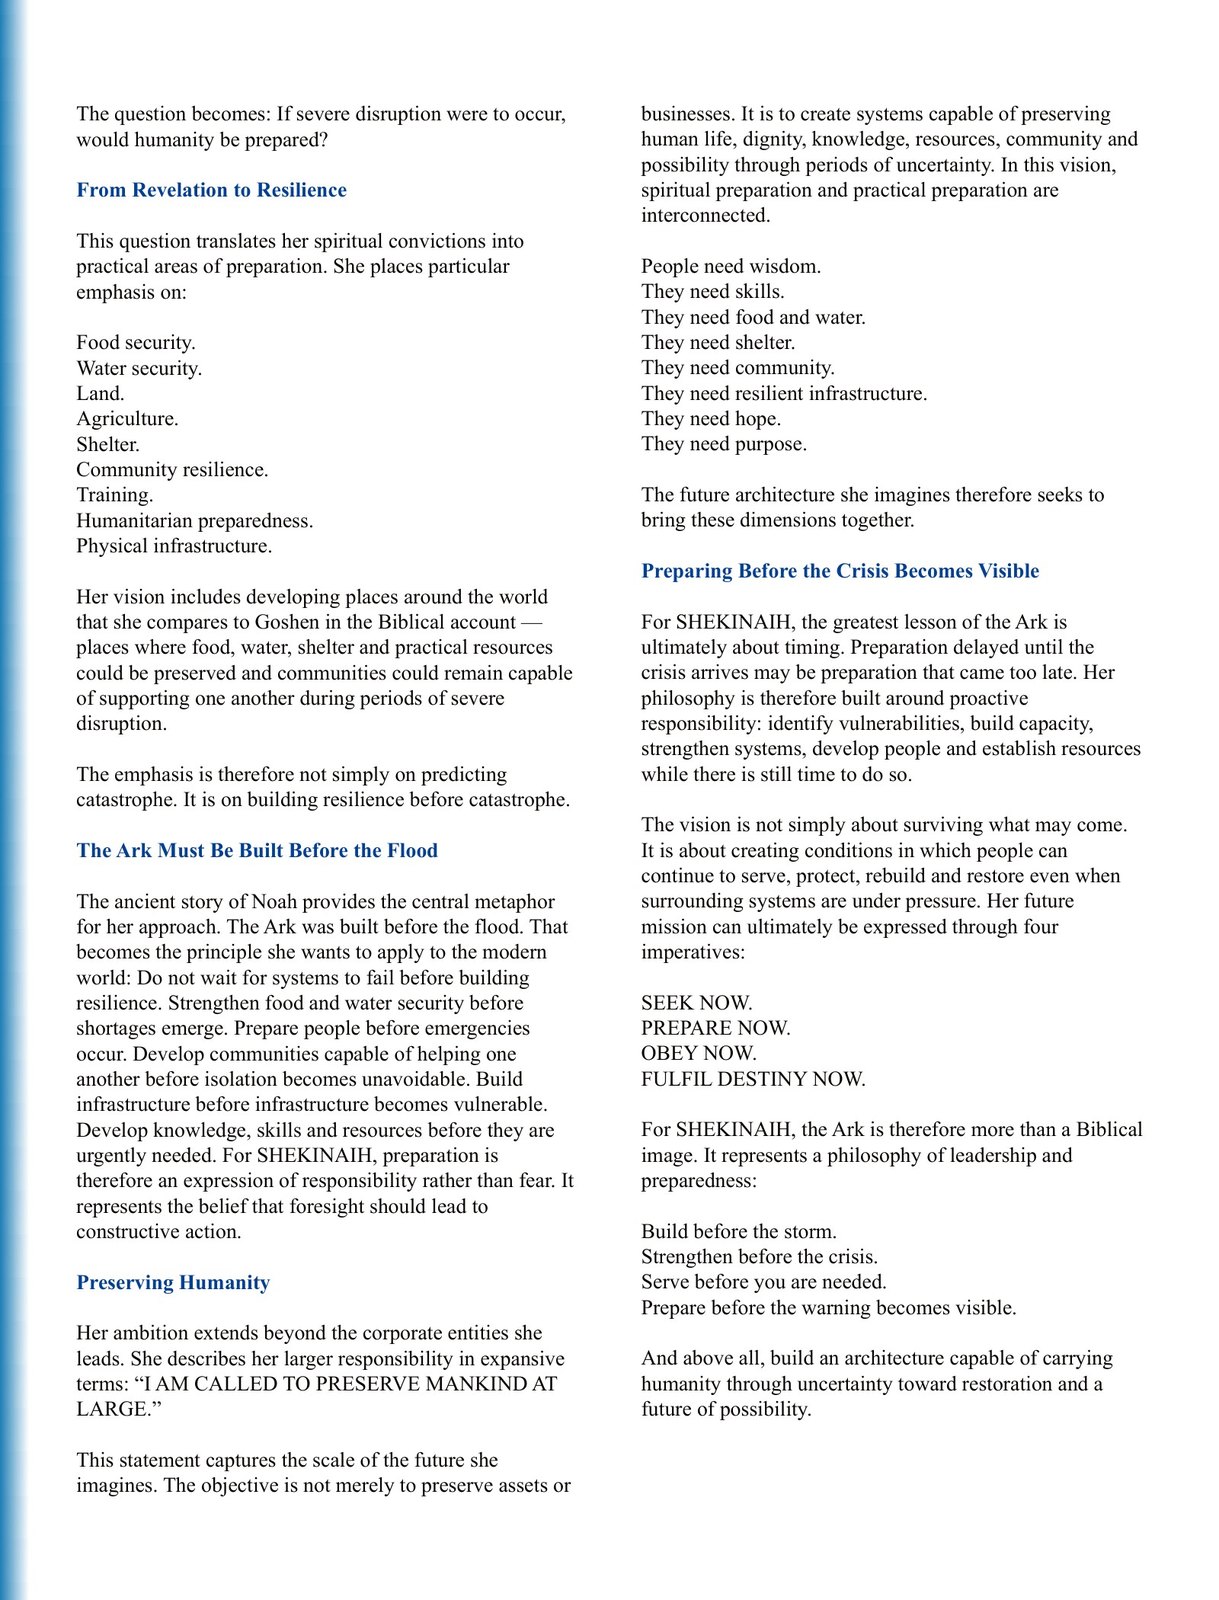 The question becomes: If severe disruption were to occur,
would humanity be prepared?
From Revelation to Resilience
This question translates her spiritual convictions into
practical areas of preparation. She places particular
emphasis on:
Food security.
Water security.
Land.
Agriculture.
Shelter.
Community resilience.
Training.
Humanitarian preparedness.
Physical infrastructure.
Her vision includes developing places around the world
that she compares to Goshen in the Biblical account —
places where food, water, shelter and practical resources
could be preserved and communities could remain capable
of supporting one another during periods of severe
disruption.
The emphasis is therefore not simply on predicting
catastrophe. It is on building resilience before catastrophe.
The Ark Must Be Built Before the Flood
The ancient story of Noah provides the central metaphor
for her approach. The Ark was built before the flood. That
becomes the principle she wants to apply to the modern
world: Do not wait for systems to fail before building
resilience. Strengthen food and water security before
shortages emerge. Prepare people before emergencies
occur. Develop communities capable of helping one
another before isolation becomes unavoidable. Build
infrastructure before infrastructure becomes vulnerable.
Develop knowledge, skills and resources before they are
urgently needed. For SHEKINAIH, preparation is
therefore an expression of responsibility rather than fear. It
represents the belief that foresight should lead to
constructive action.
Preserving Humanity
Her ambition extends beyond the corporate entities she
leads. She describes her larger responsibility in expansive
terms: “I AM CALLED TO PRESERVE MANKIND AT
LARGE.”
This statement captures the scale of the future she
imagines. The objective is not merely to preserve assets or
businesses. It is to create systems capable of preserving
human life, dignity, knowledge, resources, community and
possibility through periods of uncertainty. In this vision,
spiritual preparation and practical preparation are
interconnected.
People need wisdom.
They need skills.
They need food and water.
They need shelter.
They need community.
They need resilient infrastructure.
They need hope.
They need purpose.
The future architecture she imagines therefore seeks to
bring these dimensions together.
Preparing Before the Crisis Becomes Visible
For SHEKINAIH, the greatest lesson of the Ark is
ultimately about timing. Preparation delayed until the
crisis arrives may be preparation that came too late. Her
philosophy is therefore built around proactive
responsibility: identify vulnerabilities, build capacity,
strengthen systems, develop people and establish resources
while there is still time to do so.
The vision is not simply about surviving what may come.
It is about creating conditions in which people can
continue to serve, protect, rebuild and restore even when
surrounding systems are under pressure. Her future
mission can ultimately be expressed through four
imperatives:
SEEK NOW.
PREPARE NOW.
OBEY NOW.
FULFIL DESTINY NOW.
For SHEKINAIH, the Ark is therefore more than a Biblical
image. It represents a philosophy of leadership and
preparedness:
Build before the storm.
Strengthen before the crisis.
Serve before you are needed.
Prepare before the warning becomes visible.
And above all, build an architecture capable of carrying
humanity through uncertainty toward restoration and a
future of possibility.